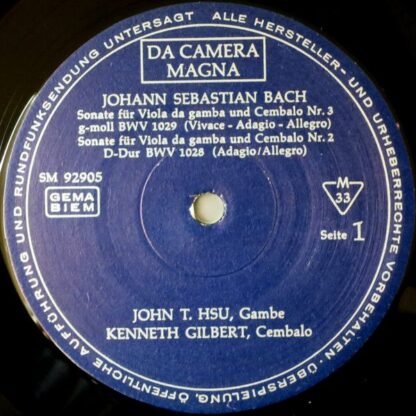 ALLE HERSTELLER- UND URHEBERRECHTE VORBEHALTEN · ÜBERSPIELUNG, ÖFFENTLICHE AUFFÜHRUNG UND RUNDFUNKSENDUNG UNTERSAGT
DA CAMERA
MAGNA
JOHANN SEBASTIAN BACH
Sonate für Viola da gamba und Cembalo Nr. 3
g-moll BWV 1029 (Vivace - Adagio - Allegro)
Sonate für Viola da gamba und Cembalo Nr. 2
D-Dur BWV 1028 (Adagio/Allegro)
SM 92905
GEMA
BIEM
M
33
Seite 1
JOHN T. HSU, Gambe
KENNETH GILBERT, Cembalo